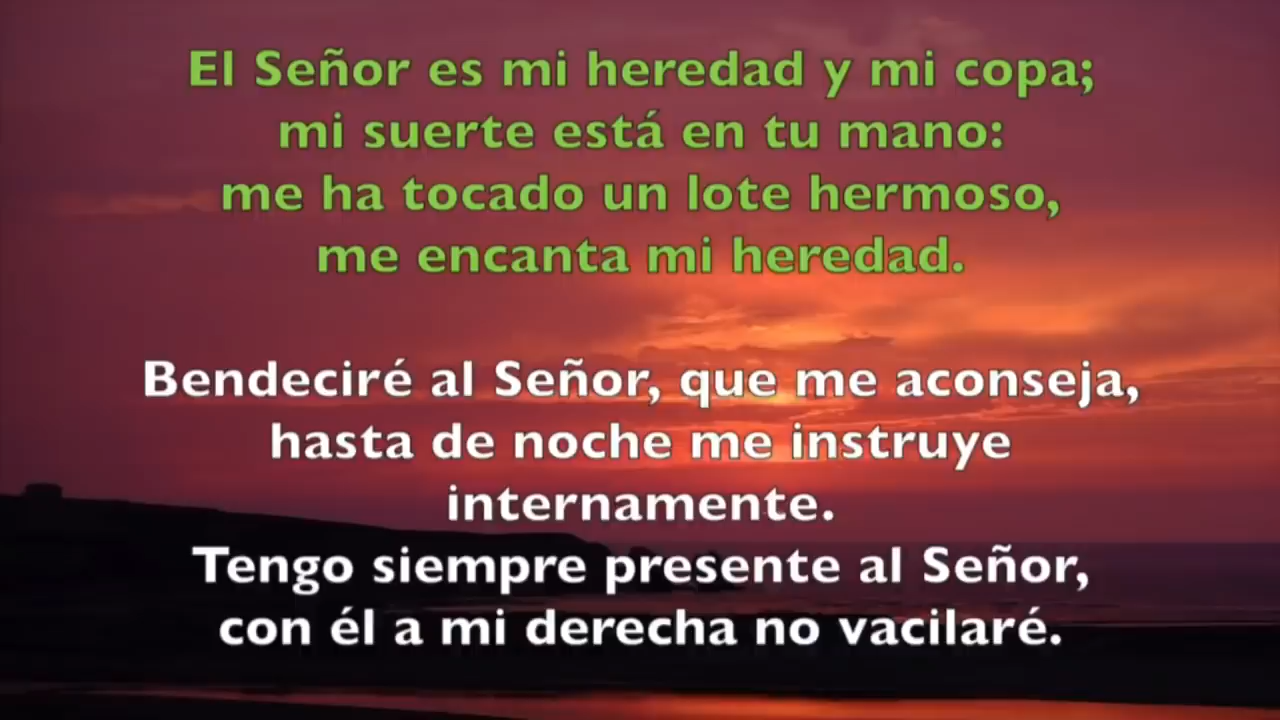 El Señor es mi heredad y mi copa;
mi suerte está en tu mano:
me ha tocado un lote hermoso,
me encanta mi heredad.
Bendeciré al Señor, que me aconseja,
hasta de noche me instruye
internamente.
Tengo siempre presente al Señor,
con él a mi derecha no vacilaré.